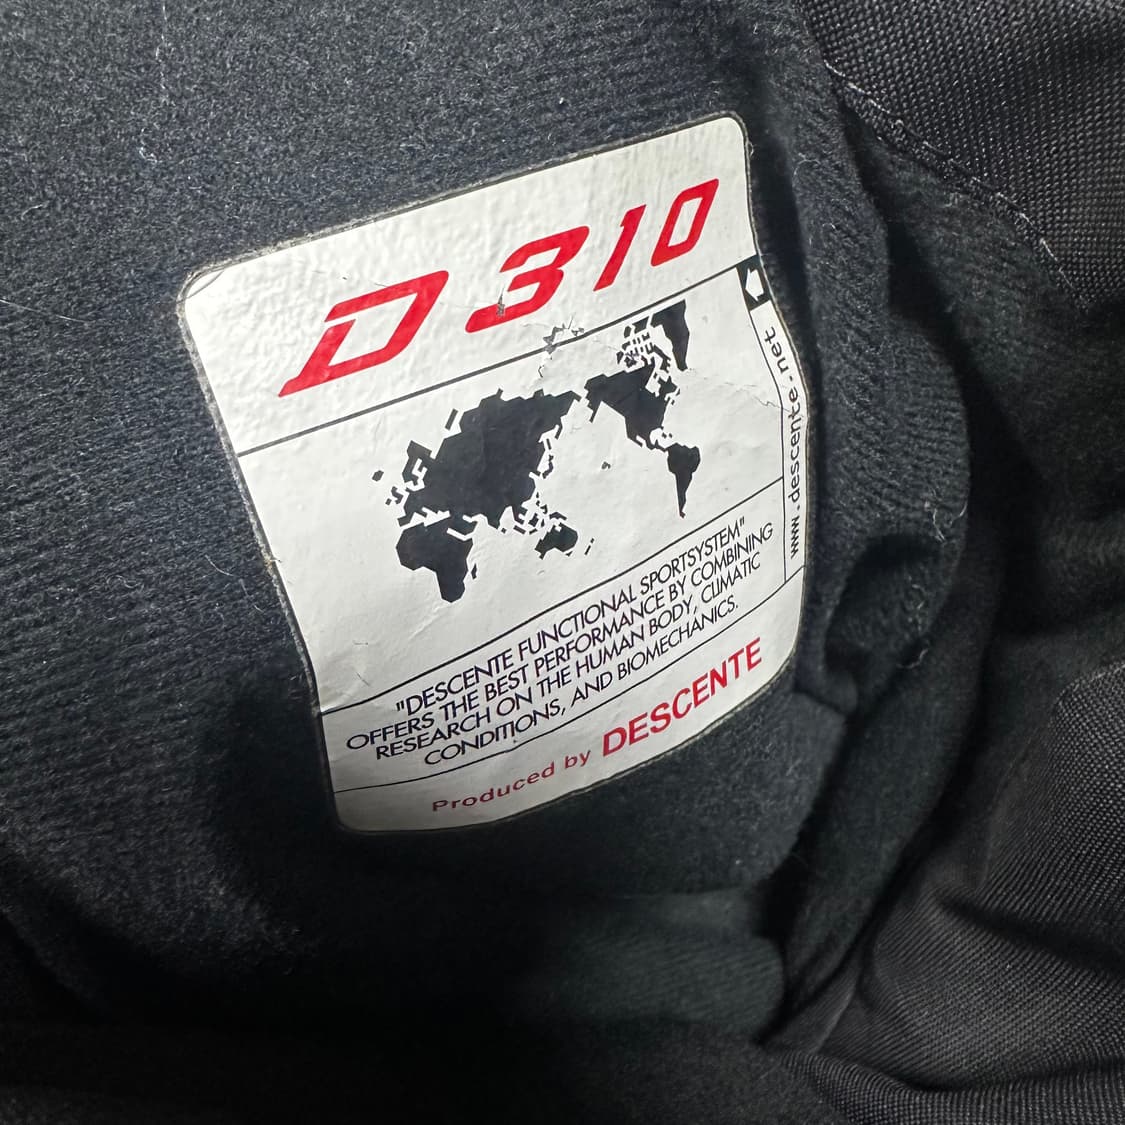 D310
www.descente.net
"DESCENTE FUNCTIONAL SPORTSYSTEM"
OFFERS THE BEST PERFORMANCE BY COMBINING
RESEARCH ON THE HUMAN BODY, CLIMATIC
CONDITIONS, AND BIOMECHANICS.
Produced by DESCENTE